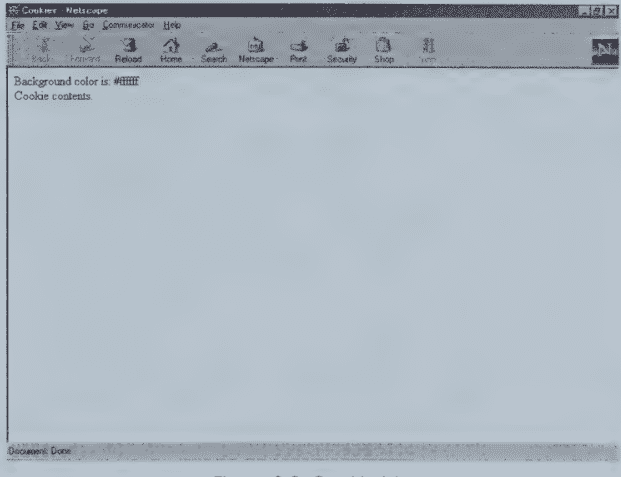 Cookies - Netscape
File Edit View Go Communicator Help
Back Forward Reload Home Search Netscape Print Security Shop Stop
N
Background color is: #ffffff
Cookie contents:
Document: Done